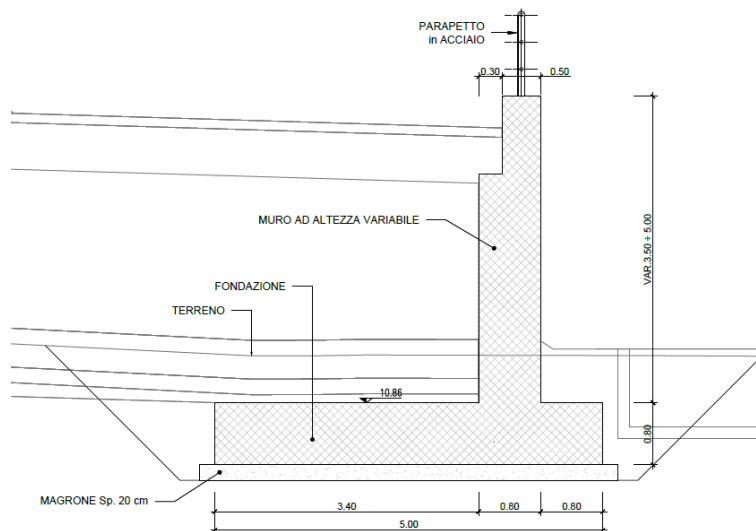 PARAPETTO
in ACCIAIO
0.30
0.50
MURO AD ALTEZZA VARIABILE
VAR.3.50 ÷ 5.00
FONDAZIONE
TERRENO
10.86
0.80
MAGRONE Sp. 20 cm
3.40
0.80
0.80
5.00